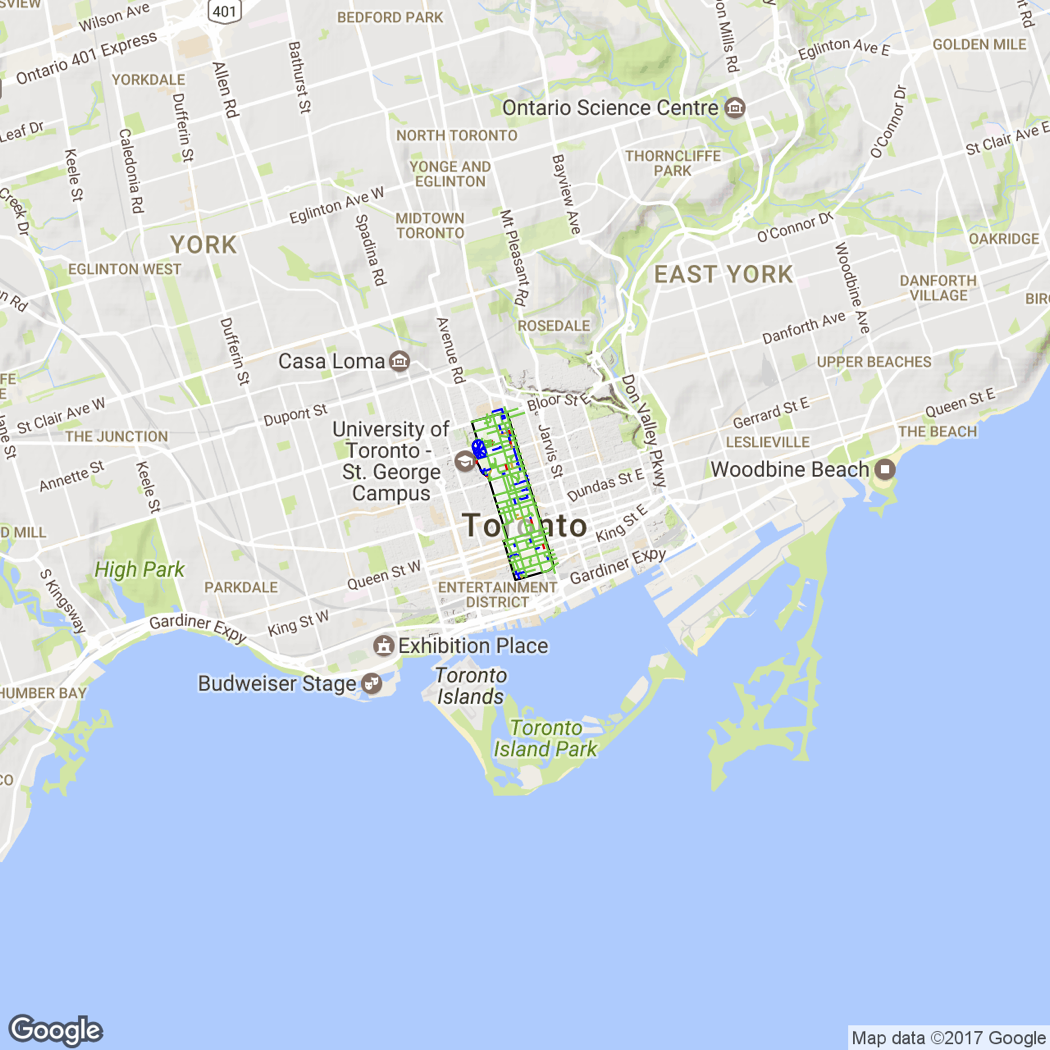 Wilson Ave
401
BEDFORD PARK
Eglinton Ave E
GOLDEN MILE
Ontario 401 Express
Bathurst St
YORKDALE
Allen Rd
Dufferin St
Ontario Science Centre
O'Connor Dr
Leaf Dr
Caledonia Rd
NORTH TORONTO
St Clair Ave E
Keele St
YONGE AND
EGLINTON
Bayview Ave
THORNCLIFFE
PARK
Creek Dr
Eglinton Ave W
MIDTOWN
TORONTO
Mt Pleasant Rd
O'Connor Dr
YORK
Spadina Rd
OAKRIDGE
EGLINTON WEST
EAST YORK
Woodbine Ave
DANFORTH
VILLAGE
Rd
ROSEDALE
Danforth Ave
Dufferin St
Avenue Rd
Casa Loma
UPPER BEACHES
St Clair Ave W
Dupont St
Bloor St E
Don Valley Pkwy
Gerrard St E
Queen St E
THE JUNCTION
University of
Toronto -
St. George
Campus
Jarvis St
LESLIEVILLE
THE BEACH
Annette St
Keele St
Woodbine Beach
Dundas St E
Toronto
King St E
High Park
Queen St W
Gardiner Expy
S Kingsway
PARKDALE
ENTERTAINMENT
DISTRICT
Gardiner Expy
King St W
Exhibition Place
HUMBER BAY
Budweiser Stage
Toronto
Islands
Toronto
Island Park
Google
Map data ©2017 Google